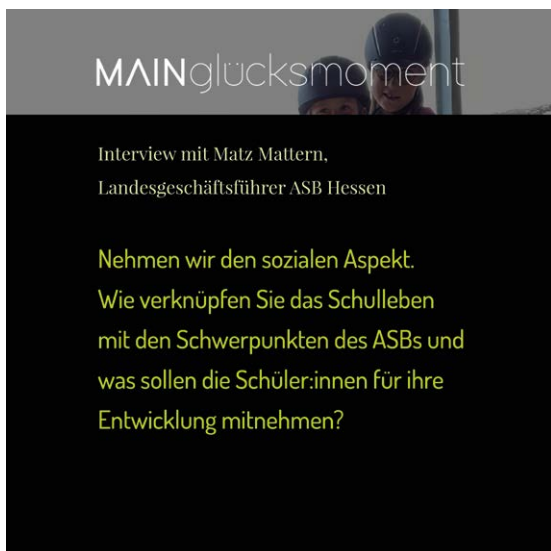 MAINglücksmoment
Interview mit Matz Mattern,
Landesgeschäftsführer ASB Hessen
Nehmen wir den sozialen Aspekt.
Wie verknüpfen Sie das Schulleben
mit den Schwerpunkten des ASBs und
was sollen die Schüler:innen für ihre
Entwicklung mitnehmen?